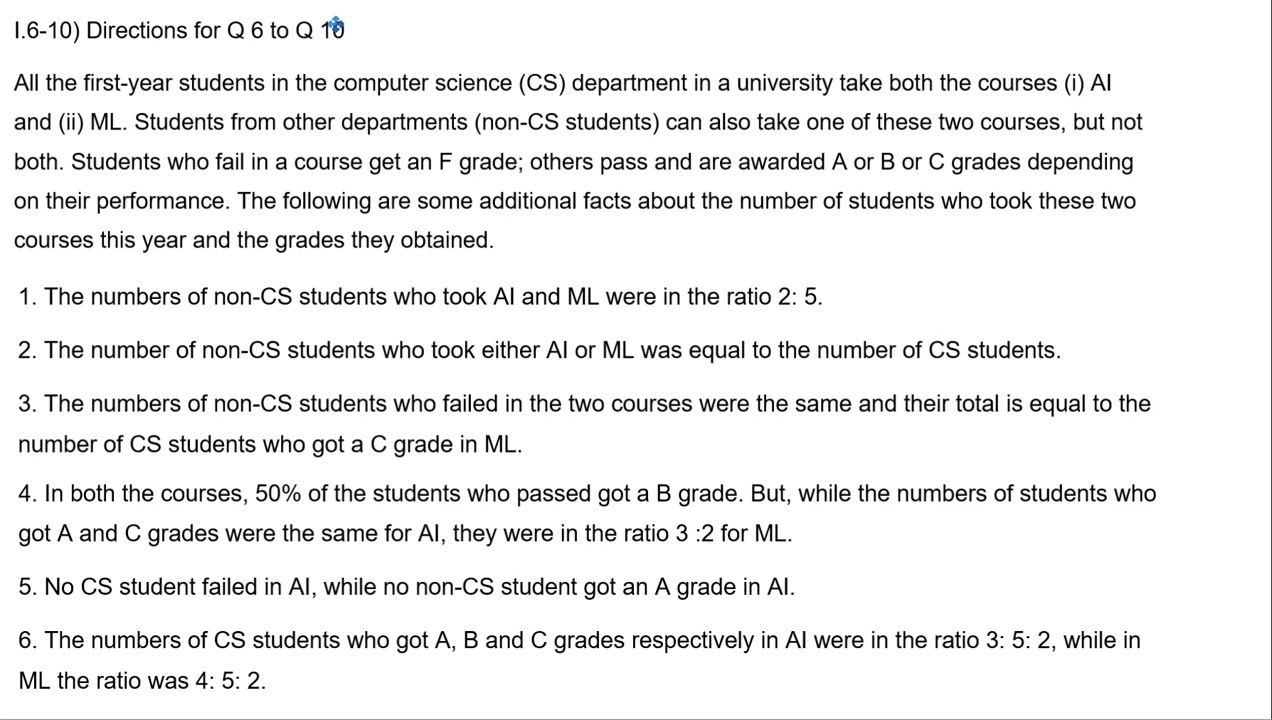 I.6-10) Directions for Q 6 to Q 10
All the first-year students in the computer science (CS) department in a university take both the courses (i) AI
and (ii) ML. Students from other departments (non-CS students) can also take one of these two courses, but not
both. Students who fail in a course get an F grade; others pass and are awarded A or B or C grades depending
on their performance. The following are some additional facts about the number of students who took these two
courses this year and the grades they obtained.
1. The numbers of non-CS students who took AI and ML were in the ratio 2: 5.
2. The number of non-CS students who took either AI or ML was equal to the number of CS students.
3. The numbers of non-CS students who failed in the two courses were the same and their total is equal to the
number of CS students who got a C grade in ML.
4. In both the courses, 50% of the students who passed got a B grade. But, while the numbers of students who
got A and C grades were the same for AI, they were in the ratio 3 :2 for ML.
5. No CS student failed in AI, while no non-CS student got an A grade in AI.
6. The numbers of CS students who got A, B and C grades respectively in AI were in the ratio 3: 5: 2, while in
ML the ratio was 4: 5: 2.